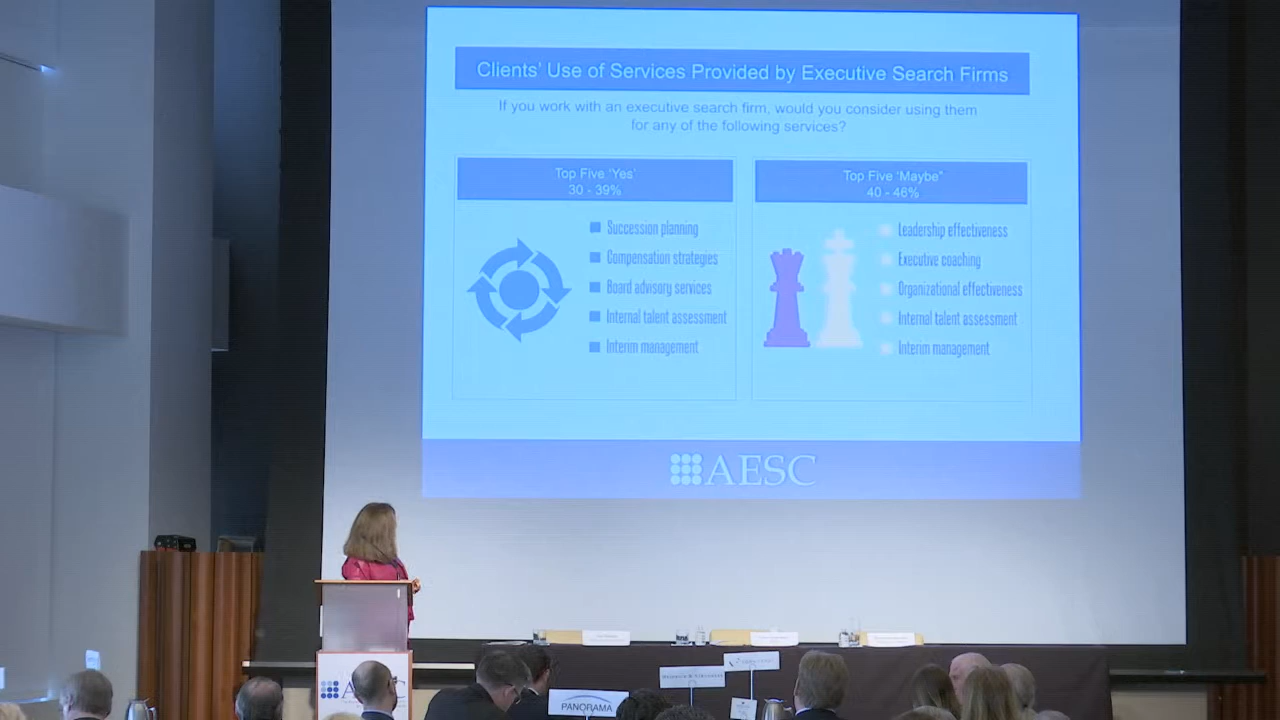 Clients' Use of Services Provided by Executive Search Firms
If you work with an executive search firm, would you consider using them
for any of the following services?
Top Five 'Yes'
30 - 39%
Succession planning
Compensation strategies
Board advisory services
Internal talent assessment
Interim management
Top Five 'Maybe"
40 - 46%
Leadership effectiveness
Executive coaching
Organizational effectiveness
Internal talent assessment
Interim management
AESC
PANORAMA